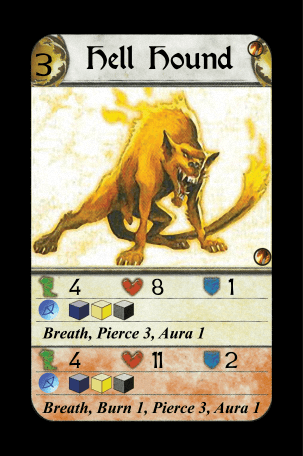 3 Hell Hound
4 8 1
Breath, Pierce 3, Aura 1
4 11 2
Breath, Burn 1, Pierce 3, Aura 1